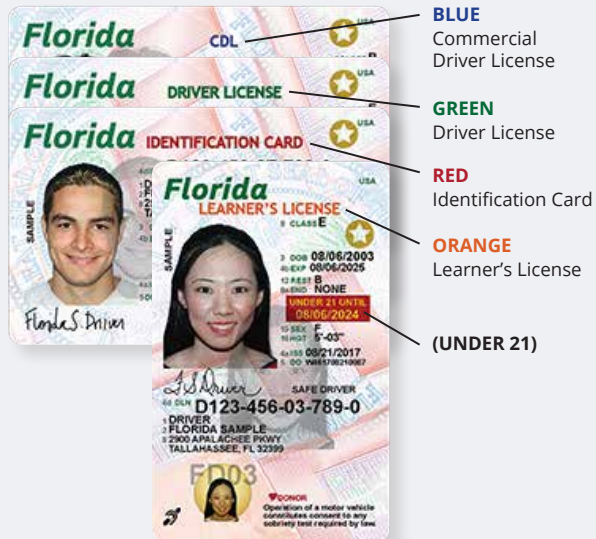 Florida
CDL
USA
BLUE
Commercial
Driver License
Florida
DRIVER LICENSE
USA
GREEN
Driver License
Florida
IDENTIFICATION CARD
USA
RED
Identification Card
SAMPLE
Florida S. Driver
Florida
USA
LEARNER'S LICENSE
ORANGE
Learner's License
SAMPLE
9 CLASS E
3 DOB 08/06/2003
4b EXP 08/06/2025
12 REST B
9a END NONE
UNDER 21 UNTIL
08/06/2024
(UNDER 21)
15 SEX F
16 HGT 5'-03"
4a ISS 08/21/2017
F S Driver
SAFE DRIVER
4d DLN D123-456-03-789-0
1 DRIVER
2 FLORIDA SAMPLE
8 2900 APALACHEE PKWY
TALLAHASSEE, FL 32399
FD03
DONOR
Operation of a motor vehicle
constitutes consent to any
sobriety test required by law.